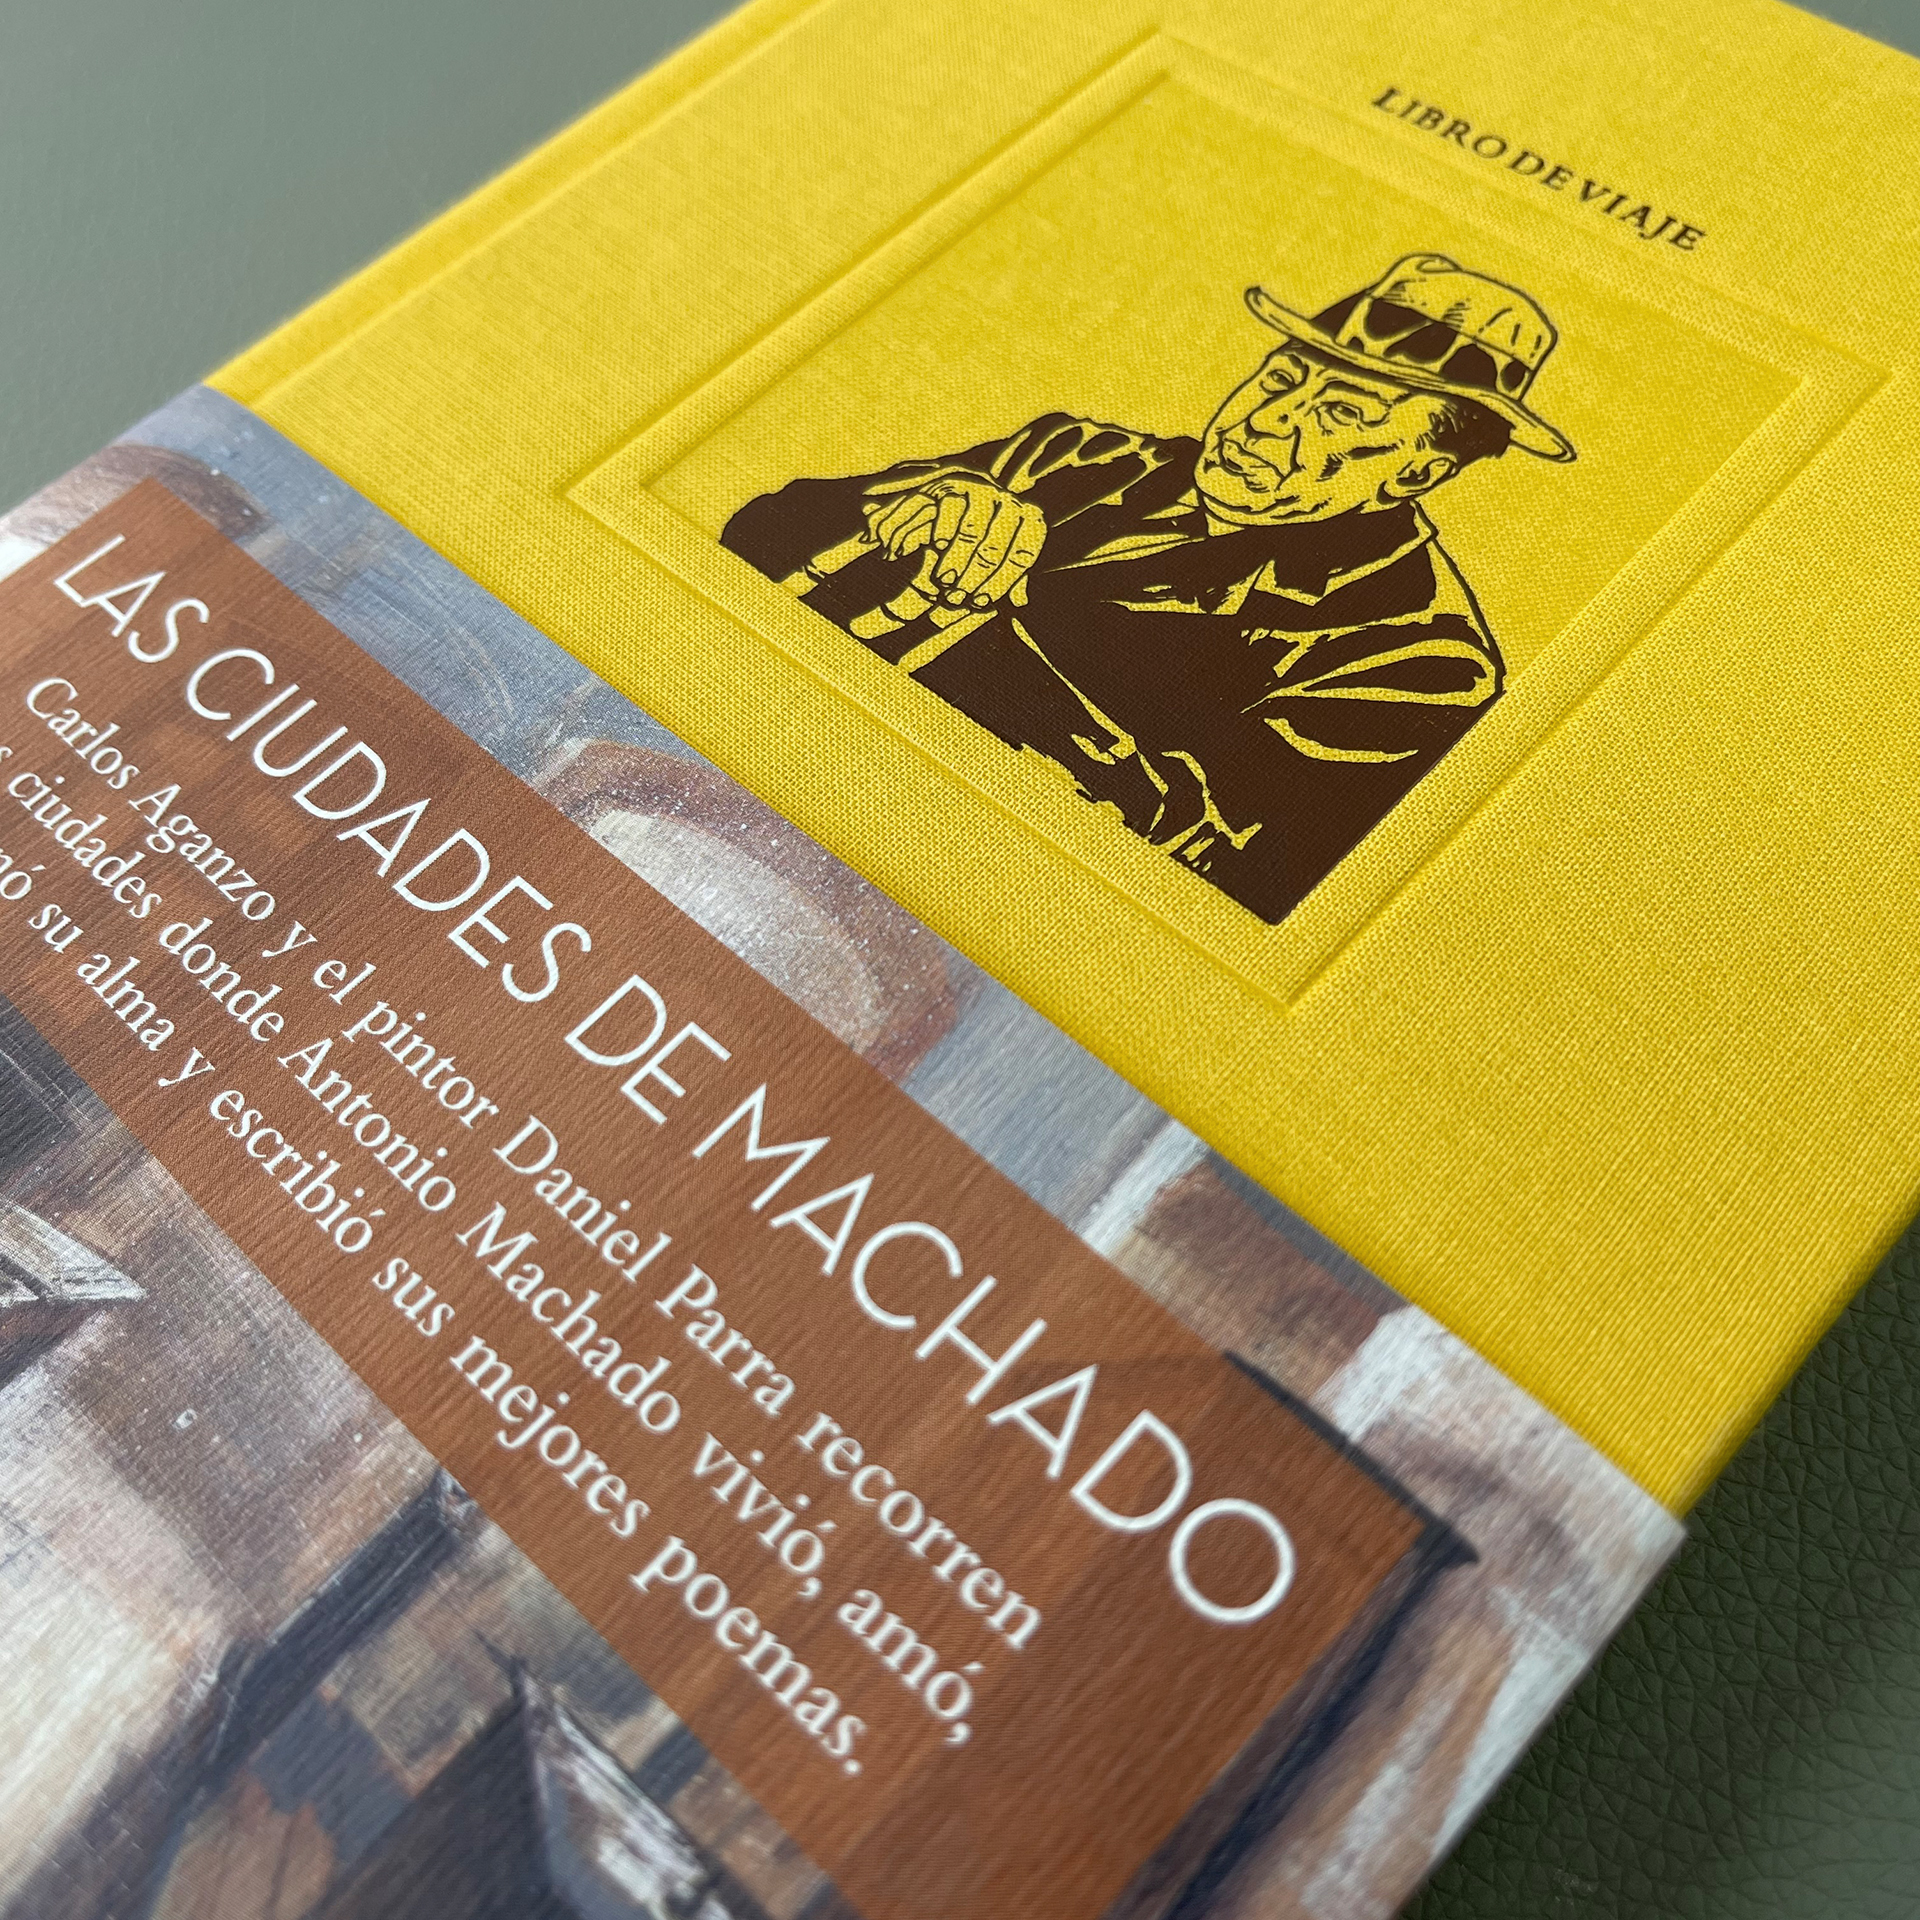 LIBRO DE VIAJE
LAS CIUDADES DE MACHADO
Carlos Aganzo y el pintor Daniel Parra recorren
ciudades donde Antonio Machado vivió, amó,
su alma y escribió sus mejores poemas.